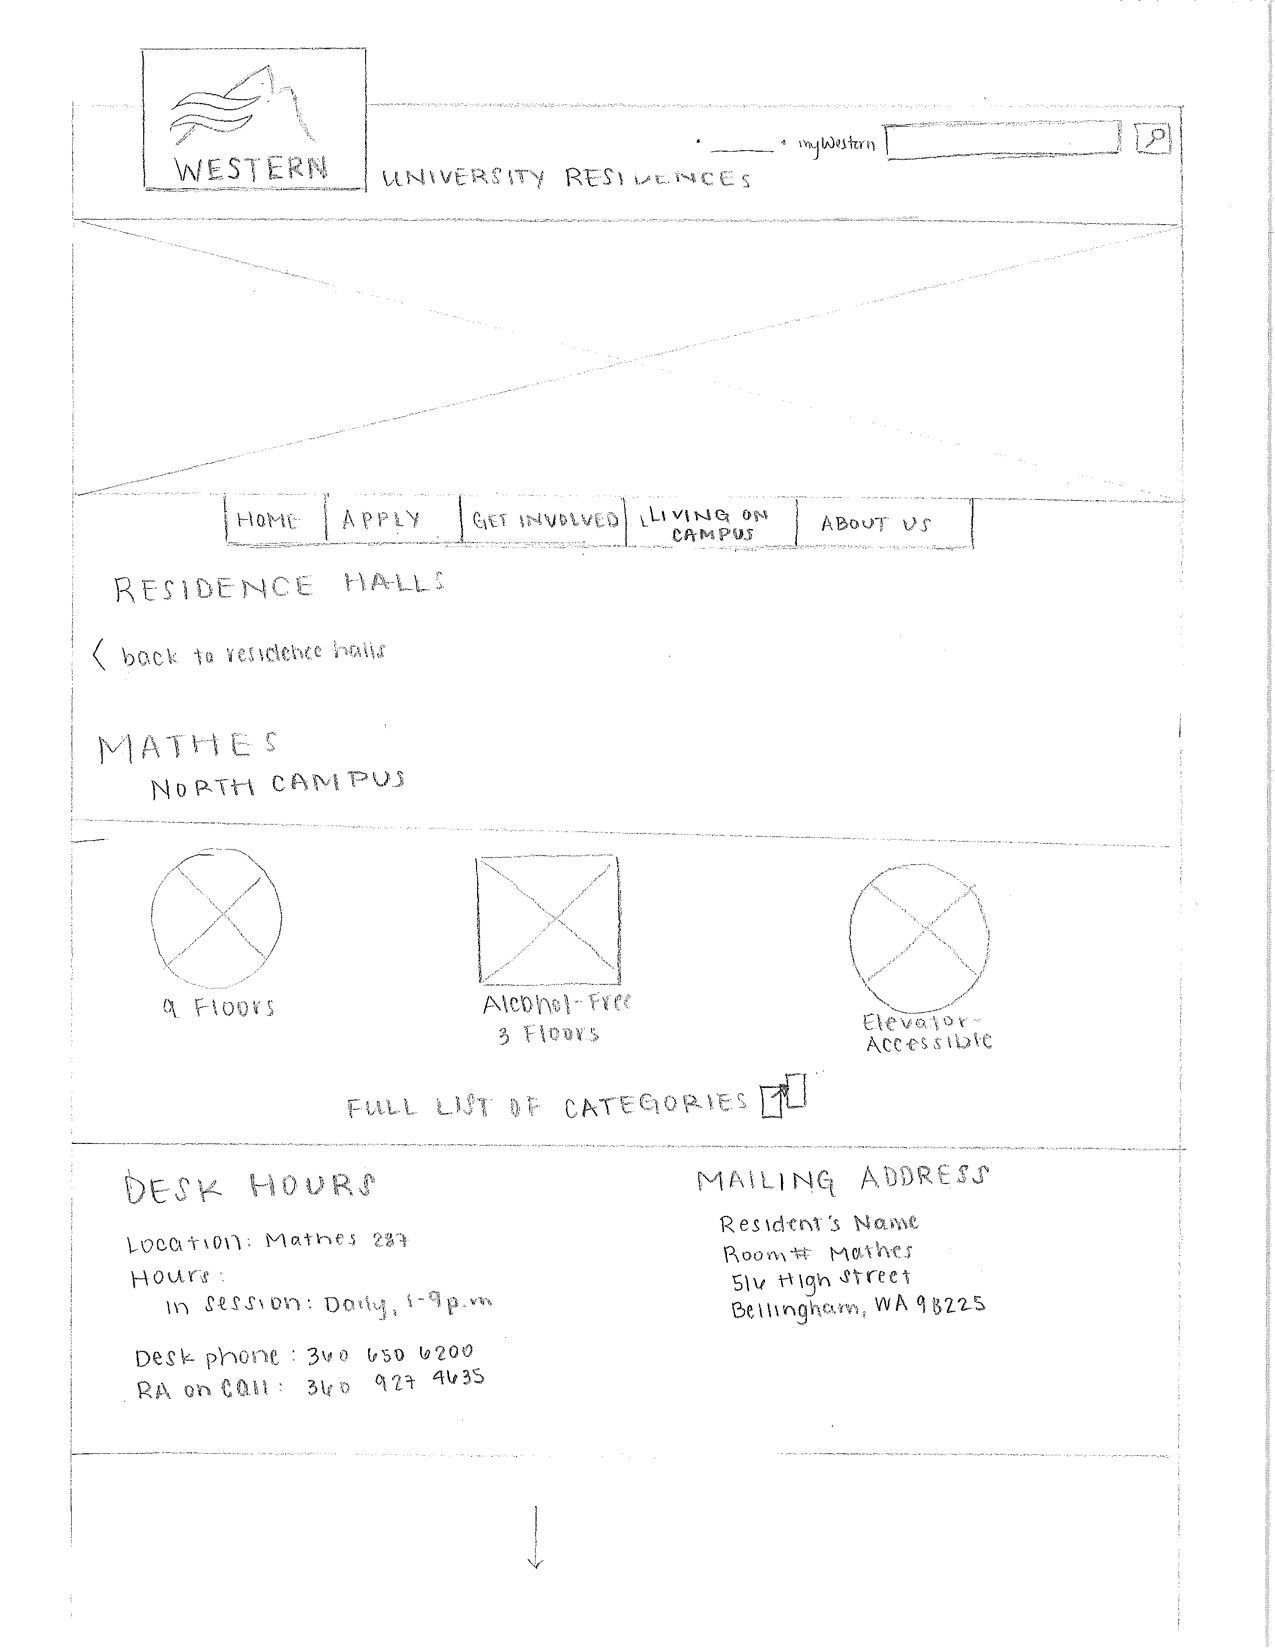 WESTERN
UNIVERSITY RESIDENCES
• ______ • myWestern
HOME
APPLY
GET INVOLVED
LIVING ON
CAMPUS
ABOUT US
RESIDENCE HALLS
< back to residence halls
MATHES
NORTH CAMPUS
9 Floors
Alcohol-Free
3 Floors
Elevator-
Accessible
FULL LIST OF CATEGORIES
DESK HOURS
Location: Mathes 287
Hours:
In session: Daily, 1-9p.m
Desk phone: 360 650 6200
RA on Call: 360 927 4635
MAILING ADDRESS
Resident's Name
Room# Mathes
516 High Street
Bellingham, WA 98225